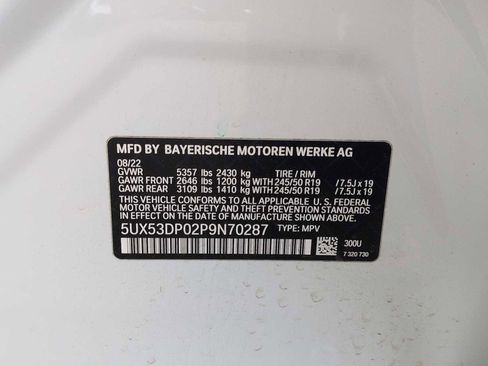 MFD BY BAYERISCHE MOTOREN WERKE AG
08/22
GVWR 5357 lbs 2430 kg TIRE / RIM
GAWR FRONT 2646 lbs 1200 KG WITH 245/50 R19 /7.5J x 19
GAWR REAR 3109 lbs 1410 KG WITH 245/50 R19 /7.5J x 19
THIS VEHICLE CONFORMS TO ALL APPLICABLE U. S. FEDERAL
MOTOR VEHICLE SAFETY STANDARDS IN EFFECT ON THE
DATE OF MANUFACTURE SHOWN ABOVE.
5UX53DP02P9N70287 TYPE: MPV
300U
7 320 730